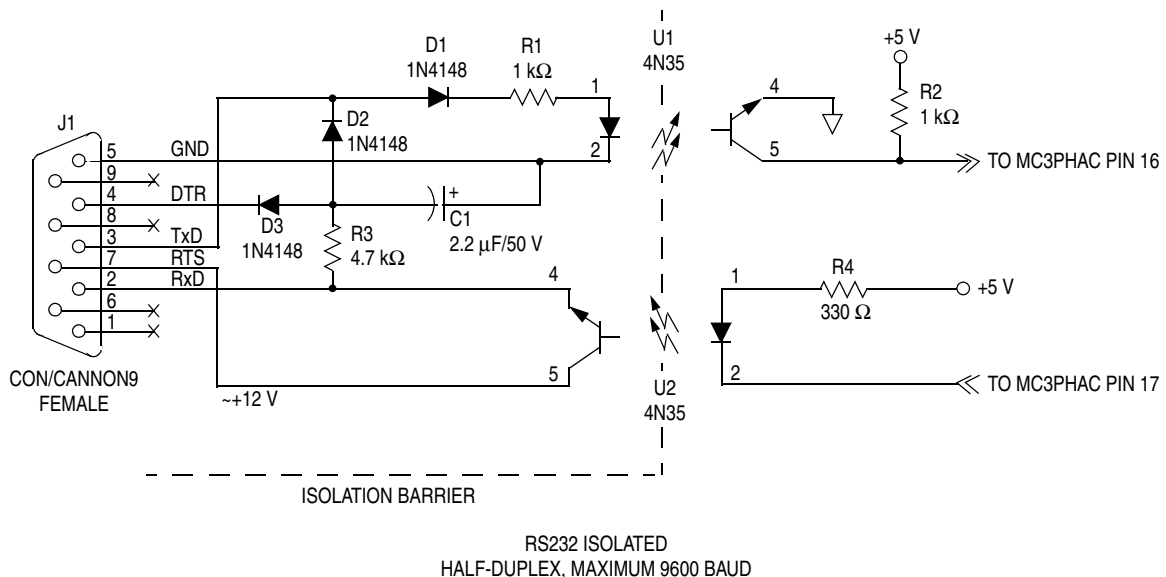 D1
1N4148
R1
1 kΩ
U1
4N35
+5 V
1
4
R2
1 kΩ
J1
D2
1N4148
5
GND
2
5
TO MC3PHAC PIN 16
9
4
DTR
+
8
D3
1N4148
C1
2.2 µF/50 V
3
TxD
R3
4.7 kΩ
7
RTS
2
RxD
4
1
R4
330 Ω
+5 V
6
1
5
2
TO MC3PHAC PIN 17
CON/CANNON9
FEMALE
~+12 V
U2
4N35
ISOLATION BARRIER
RS232 ISOLATED
HALF-DUPLEX, MAXIMUM 9600 BAUD